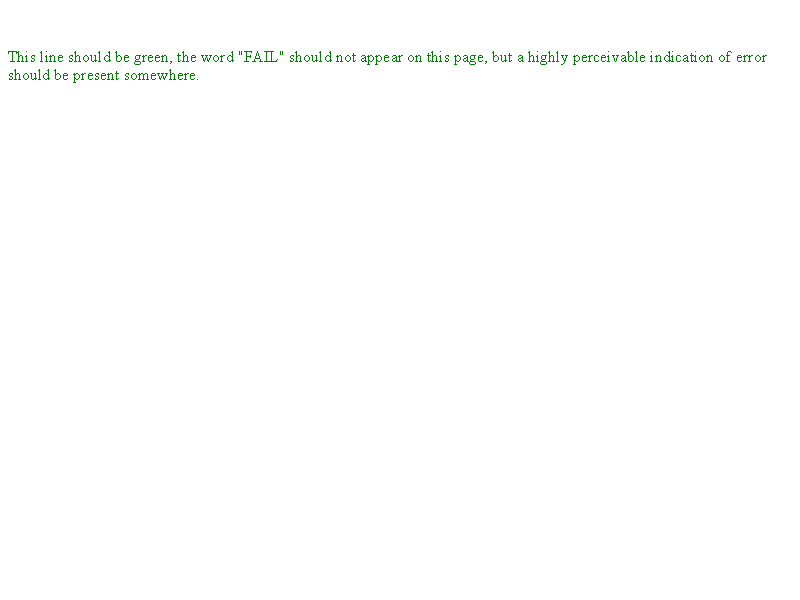 This line should be green, the word "FAIL" should not appear on this page, but a highly perceivable indication of error
should be present somewhere.